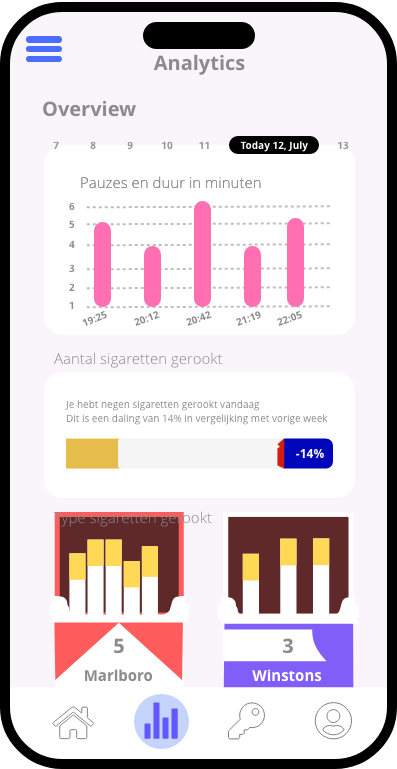 Analytics
Overview
7 8 9 10 11 Today 12, July 13
Pauzes en duur in minuten
6
5
4
3
2
1
19:25 20:12 20:42 21:19 22:05
Aantal sigaretten gerookt
Je hebt negen sigaretten gerookt vandaag
Dit is een daling van 14% in vergelijking met vorige week
-14%
Type sigaretten gerookt
5 3
Marlboro Winstons